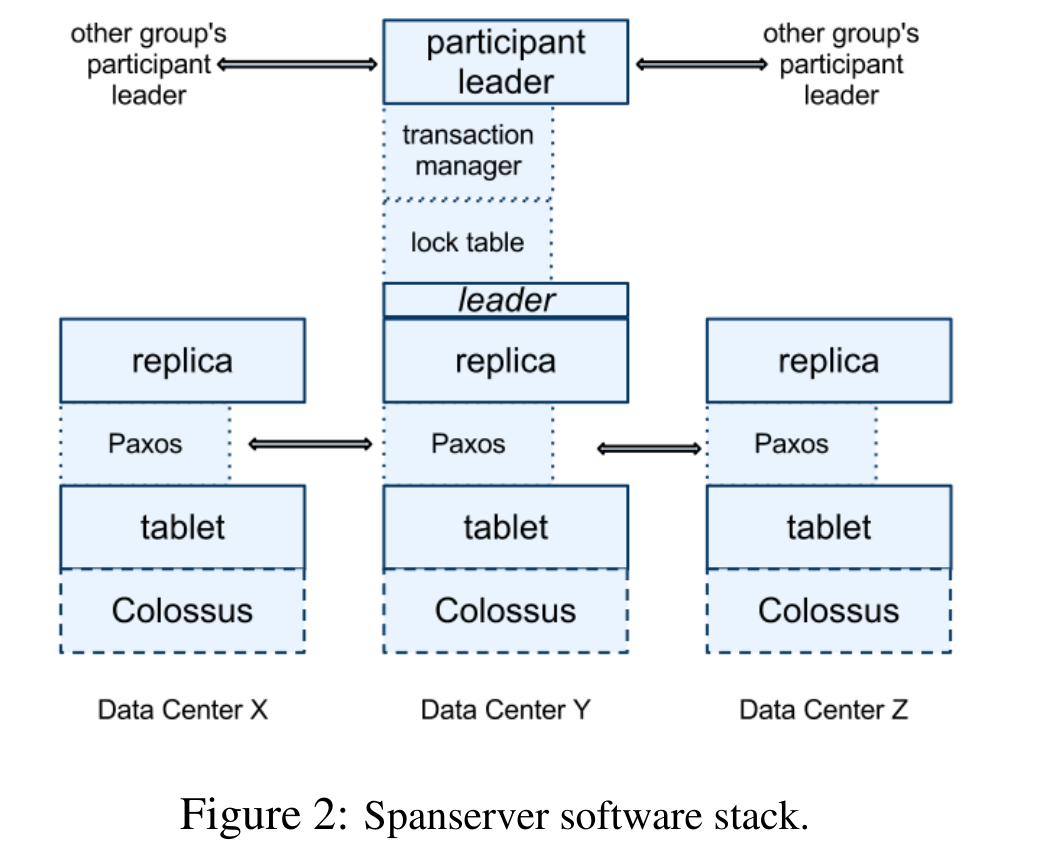 other group's
participant
leader
participant
leader
other group's
participant
leader
transaction
manager
lock table
leader
replica
replica
replica
Paxos
Paxos
Paxos
tablet
tablet
tablet
Colossus
Colossus
Colossus
Data Center X
Data Center Y
Data Center Z
Figure 2: Spanserver software stack.